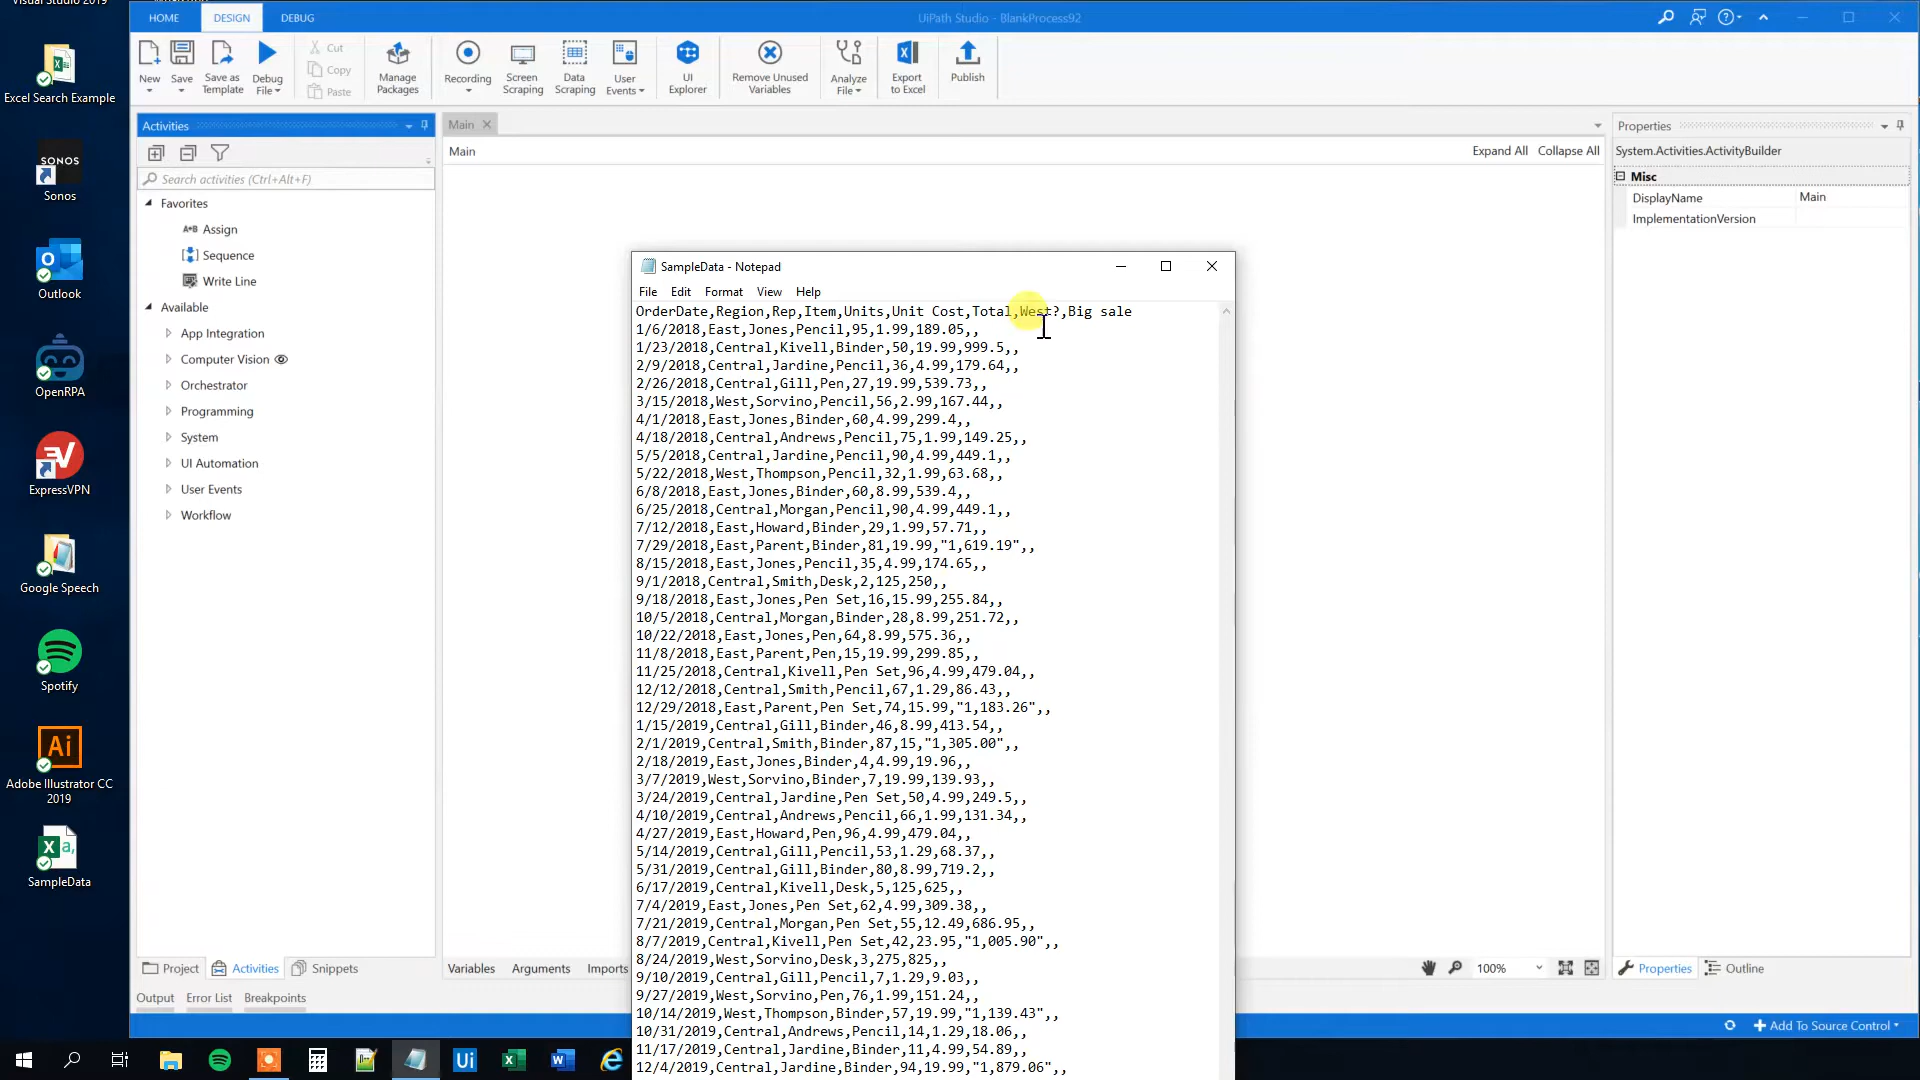 Visual Studio 2019
HOME
DESIGN
DEBUG
UiPath Studio - BlankProcess92
New
Save
Save as Template
Debug File
Cut
Copy
Paste
Manage Packages
Recording
Screen Scraping
Data Scraping
User Events
UI Explorer
Remove Unused Variables
Analyze File
Export to Excel
Publish
Excel Search Example
SONOS
Sonos
Outlook
OpenRPA
ExpressVPN
Google Speech
Spotify
Ai
Adobe Illustrator CC 2019
SampleData
Activities
Search activities (Ctrl+Alt+F)
Favorites
Assign
Sequence
Write Line
Available
App Integration
Computer Vision
Orchestrator
Programming
System
UI Automation
User Events
Workflow
Project
Activities
Snippets
Output
Error List
Breakpoints
Main
Main
Expand All
Collapse All
Variables
Arguments
Imports
100%
Properties
System.Activities.ActivityBuilder
Misc
DisplayName
Main
ImplementationVersion
Properties
Outline
Add To Source Control
SampleData - Notepad
File Edit Format View Help
OrderDate,Region,Rep,Item,Units,Unit Cost,Total,West?,Big sale
1/6/2018,East,Jones,Pencil,95,1.99,189.05,,
1/23/2018,Central,Kivell,Binder,50,19.99,999.5,,
2/9/2018,Central,Jardine,Pencil,36,4.99,179.64,,
2/26/2018,Central,Gill,Pen,27,19.99,539.73,,
3/15/2018,West,Sorvino,Pencil,56,2.99,167.44,,
4/1/2018,East,Jones,Binder,60,4.99,299.4,,
4/18/2018,Central,Andrews,Pencil,75,1.99,149.25,,
5/5/2018,Central,Jardine,Pencil,90,4.99,449.1,,
5/22/2018,West,Thompson,Pencil,32,1.99,63.68,,
6/8/2018,East,Jones,Binder,60,8.99,539.4,,
6/25/2018,Central,Morgan,Pencil,90,4.99,449.1,,
7/12/2018,East,Howard,Binder,29,1.99,57.71,,
7/29/2018,East,Parent,Binder,81,19.99,"1,619.19",,
8/15/2018,East,Jones,Pencil,35,4.99,174.65,,
9/1/2018,Central,Smith,Desk,2,125,250,,
9/18/2018,East,Jones,Pen Set,16,15.99,255.84,,
10/5/2018,Central,Morgan,Binder,28,8.99,251.72,,
10/22/2018,East,Jones,Pen,64,8.99,575.36,,
11/8/2018,East,Parent,Pen,15,19.99,299.85,,
11/25/2018,Central,Kivell,Pen Set,96,4.99,479.04,,
12/12/2018,Central,Smith,Pencil,67,1.29,86.43,,
12/29/2018,East,Parent,Pen Set,74,15.99,"1,183.26",,
1/15/2019,Central,Gill,Binder,46,8.99,413.54,,
2/1/2019,Central,Smith,Binder,87,15,"1,305.00",,
2/18/2019,East,Jones,Binder,4,4.99,19.96,,
3/7/2019,West,Sorvino,Binder,7,19.99,139.93,,
3/24/2019,Central,Jardine,Pen Set,50,4.99,249.5,,
4/10/2019,Central,Andrews,Pencil,66,1.99,131.34,,
4/27/2019,East,Howard,Pen,96,4.99,479.04,,
5/14/2019,Central,Gill,Pencil,53,1.29,68.37,,
5/31/2019,Central,Gill,Binder,80,8.99,719.2,,
6/17/2019,Central,Kivell,Desk,5,125,625,,
7/4/2019,East,Jones,Pen Set,62,4.99,309.38,,
7/21/2019,Central,Morgan,Pen Set,55,12.49,686.95,,
8/7/2019,Central,Kivell,Pen Set,42,23.95,"1,005.90",,
8/24/2019,West,Sorvino,Desk,3,275,825,,
9/10/2019,Central,Gill,Pencil,7,1.29,9.03,,
9/27/2019,West,Sorvino,Pen,76,1.99,151.24,,
10/14/2019,West,Thompson,Binder,57,19.99,"1,139.43",,
10/31/2019,Central,Andrews,Pencil,14,1.29,18.06,,
11/17/2019,Central,Jardine,Binder,11,4.99,54.89,,
12/4/2019,Central,Jardine,Binder,94,19.99,"1,879.06",,
Ui